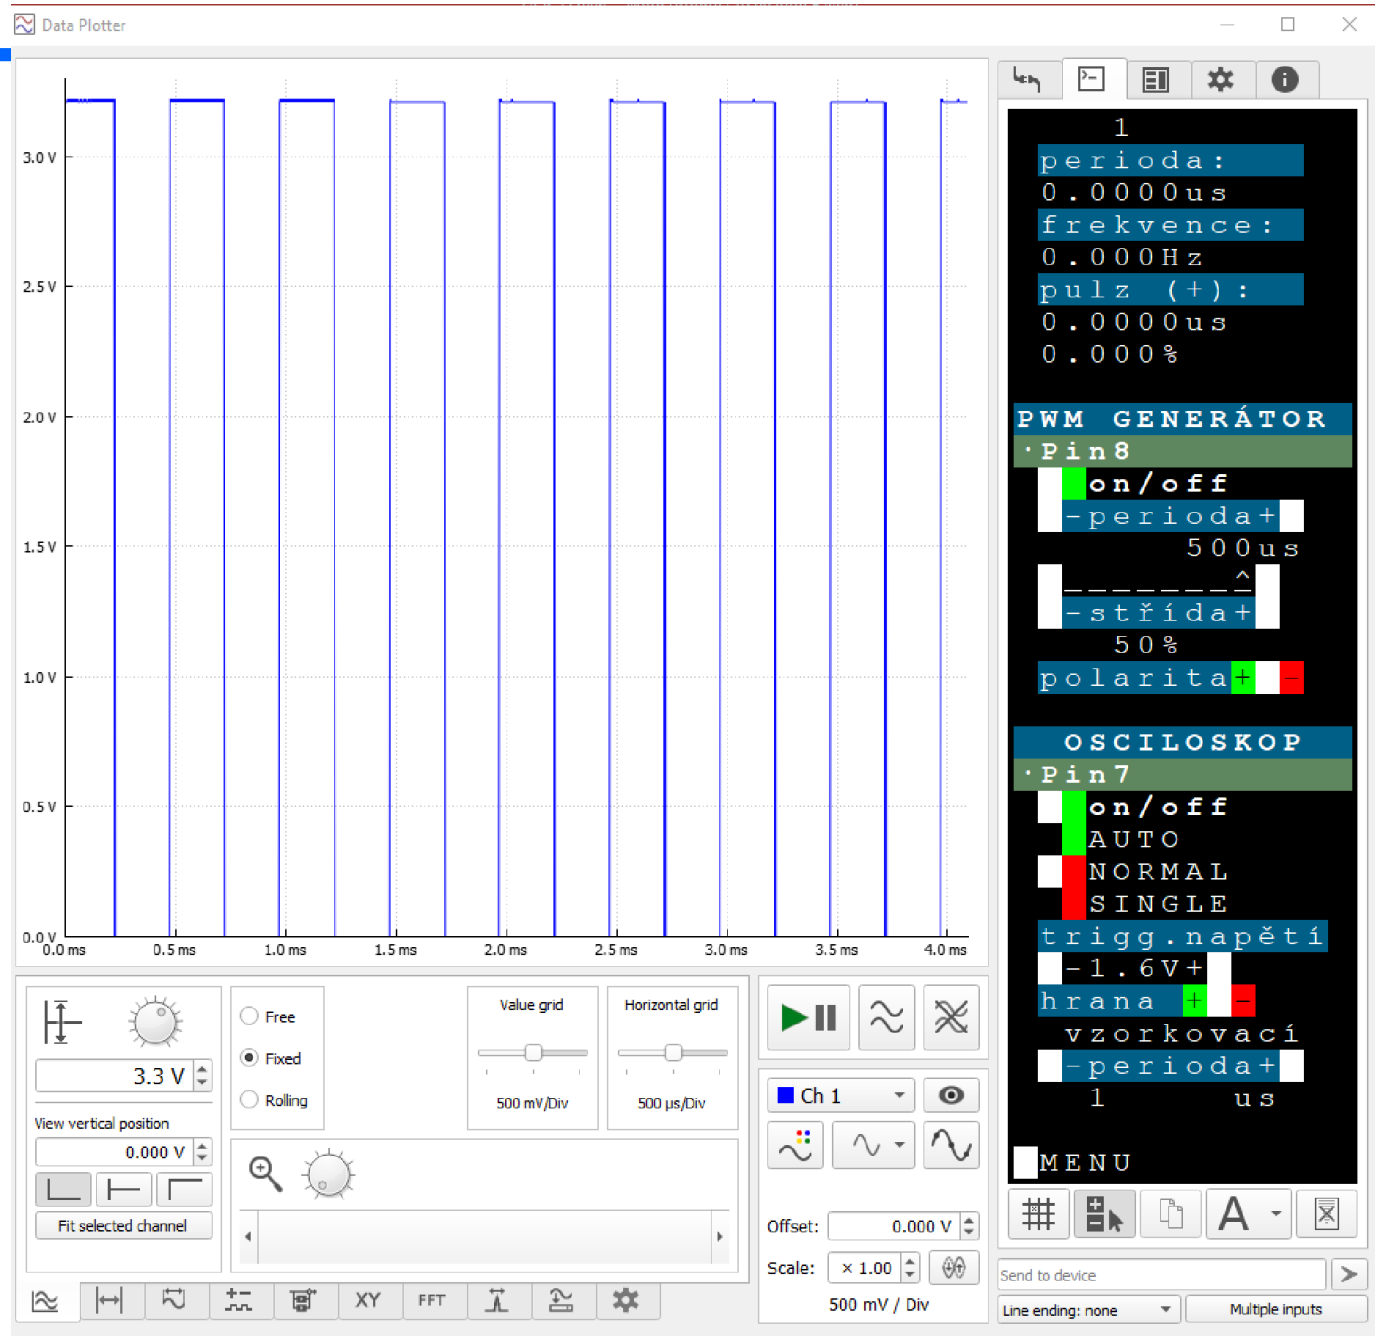 Data Plotter
3.0 V
2.5 V
2.0 V
1.5 V
1.0 V
0.5 V
0.0 V
0.0 ms 0.5 ms 1.0 ms 1.5 ms 2.0 ms 2.5 ms 3.0 ms 3.5 ms 4.0 ms
3.3 V
View vertical position
0.000 V
Fit selected channel
Free
Fixed
Rolling
Value grid
500 mV/Div
Horizontal grid
500 µs/Div
Ch 1
Offset: 0.000 V
Scale: × 1.00
500 mV / Div
XY FFT
1
perioda:
0.0000us
frekvence:
0.000Hz
pulz (+):
0.0000us
0.000%
PWM GENERÁTOR
·Pin8
on/off
-perioda+
500us
________^
-střída+
50%
polarita+ -
OSCILOSKOP
·Pin7
on/off
AUTO
NORMAL
SINGLE
trigg.napětí
-1.6V+
hrana + -
vzorkovací
-perioda+
1 us
MENU
A
Send to device
Line ending: none
Multiple inputs